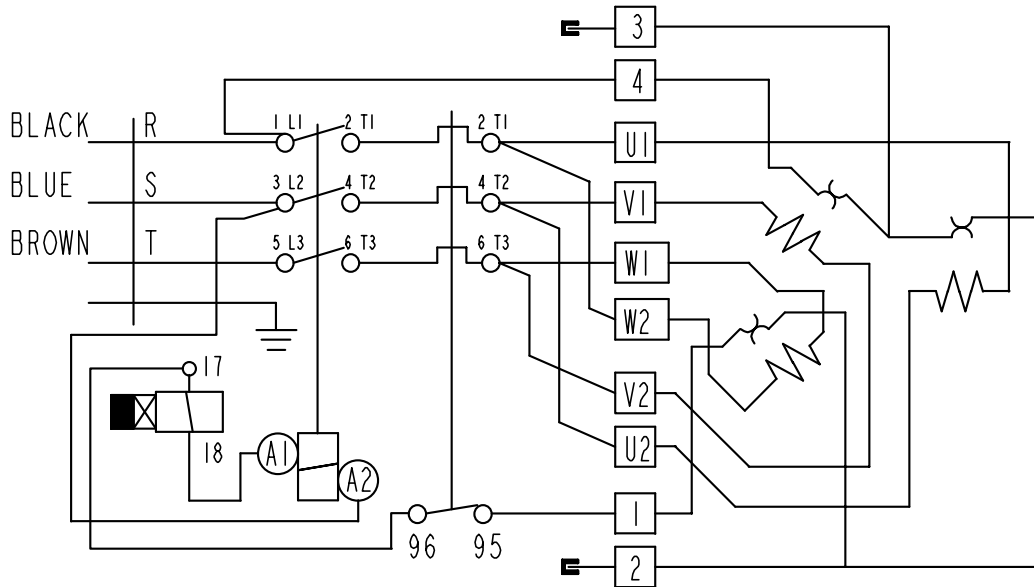 3
4
BLACK R 1 L1 2 T1 2 T1 U1
BLUE S 3 L2 4 T2 4 T2 V1
BROWN T 5 L3 6 T3 6 T3 W1
W2
17
V2
18 A1 U2
A2
1
96 95
2